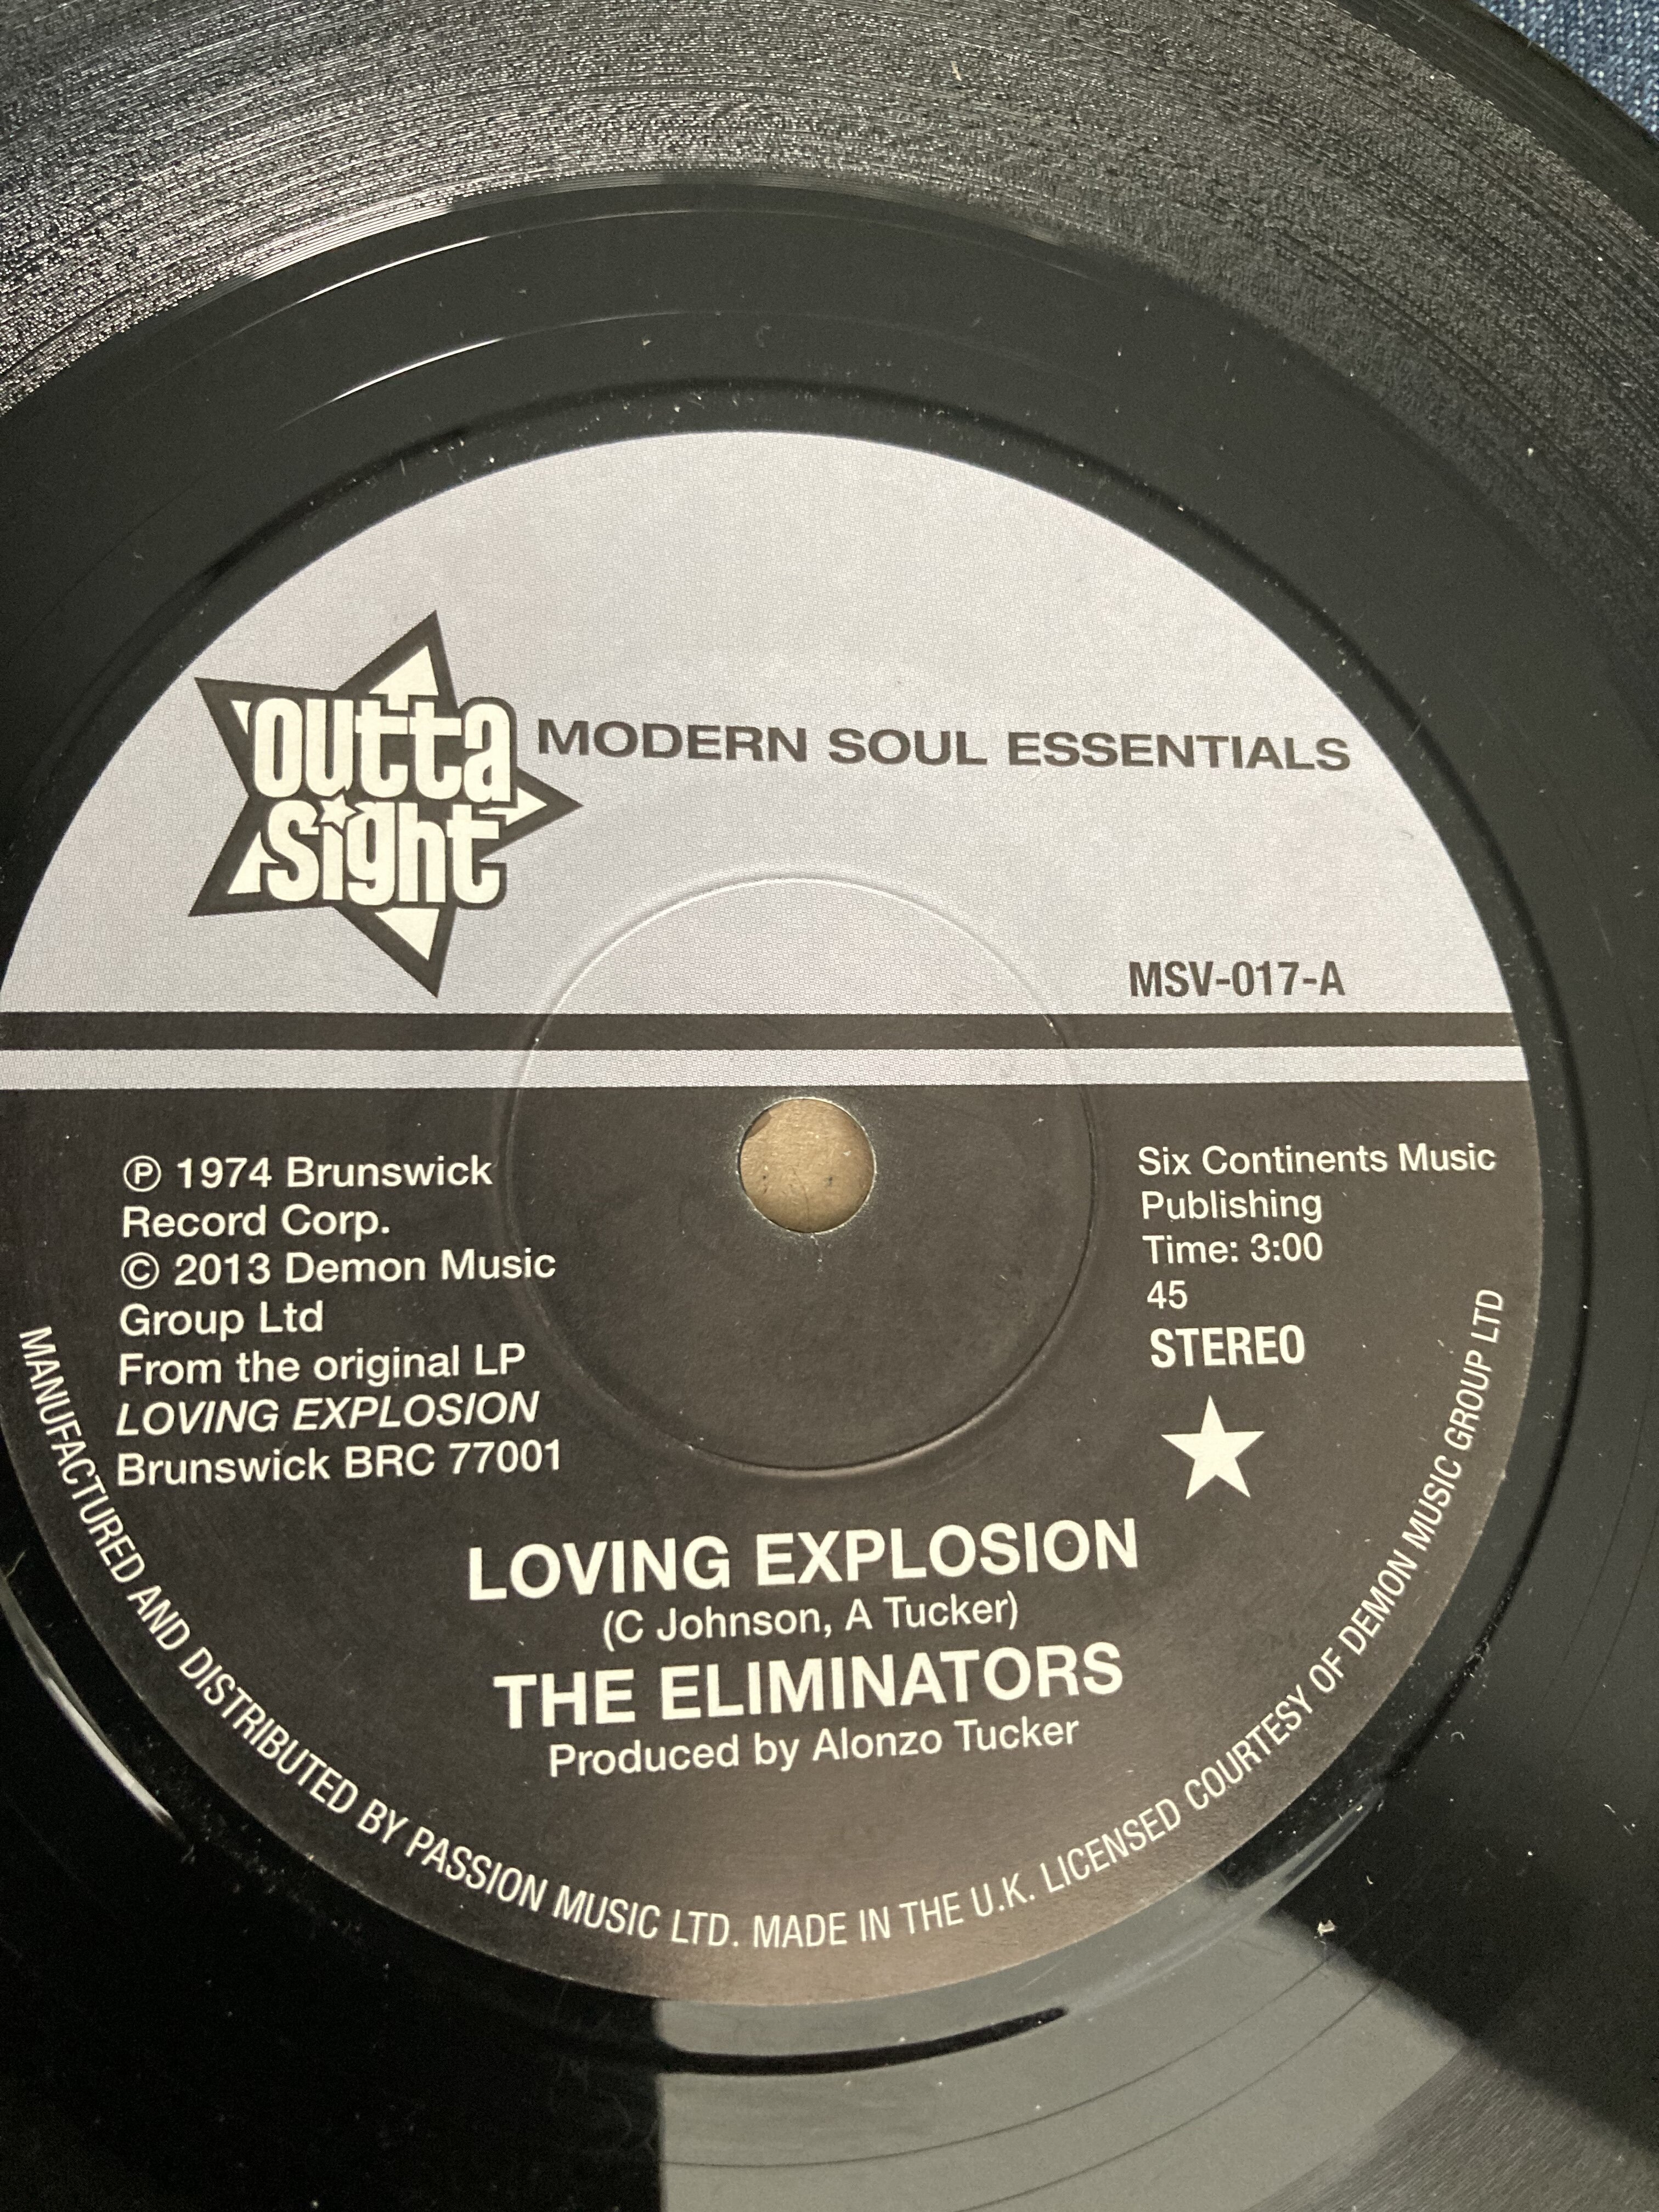 outta
sight
MODERN SOUL ESSENTIALS
MSV-017-A
℗ 1974 Brunswick
Record Corp.
© 2013 Demon Music
Group Ltd
From the original LP
LOVING EXPLOSION
Brunswick BRC 77001
Six Continents Music
Publishing
Time: 3:00
45
STEREO
LOVING EXPLOSION
(C Johnson, A Tucker)
THE ELIMINATORS
Produced by Alonzo Tucker
MANUFACTURED AND DISTRIBUTED BY PASSION MUSIC LTD. MADE IN THE U.K. LICENSED COURTESY OF DEMON MUSIC GROUP LTD